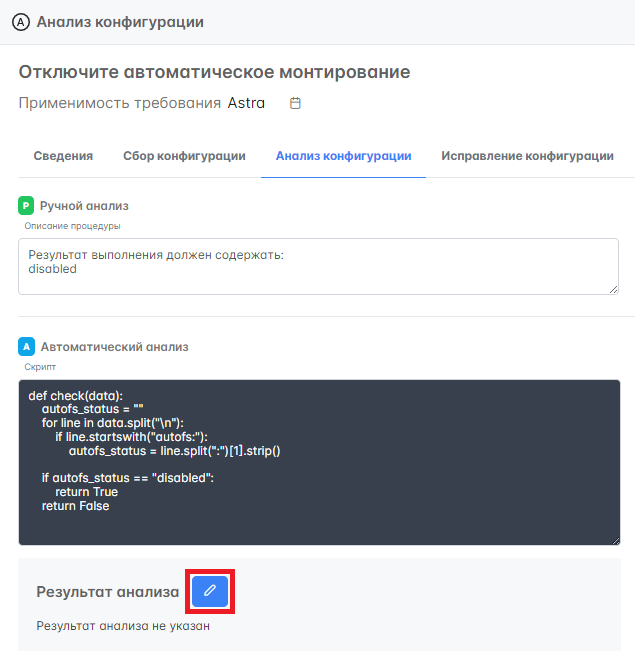 A Анализ конфигурации
Отключите автоматическое монтирование
Применимость требования Astra
Сведения Сбор конфигурации Анализ конфигурации Исправление конфигурации
P Ручной анализ
Описание процедуры
Результат выполнения должен содержать:
disabled
A Автоматический анализ
Скрипт
def check(data):
    autofs_status = ""
    for line in data.split("\n"):
        if line.startswith("autofs:"):
            autofs_status = line.split(":")[1].strip()

    if autofs_status == "disabled":
        return True
    return False
Результат анализа
Результат анализа не указан